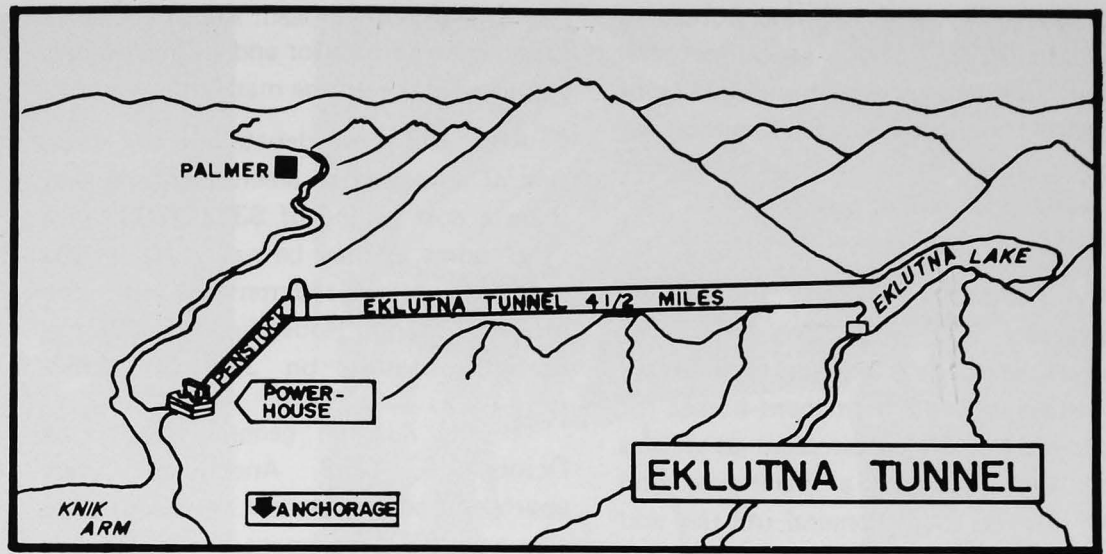 PALMER
EKLUTNA LAKE
EKLUTNA TUNNEL 4 1/2 MILES
PENSTOCK
POWER-
HOUSE
EKLUTNA TUNNEL
ANCHORAGE
KNIK
ARM